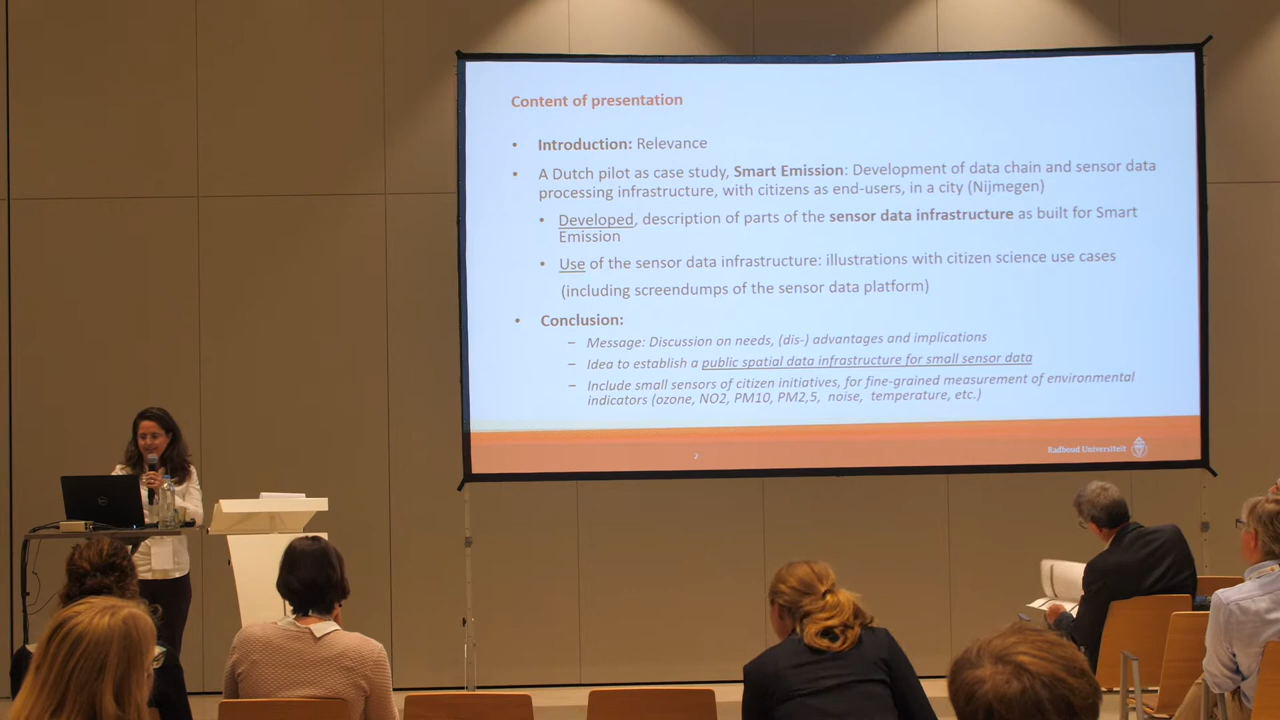 Content of presentation
• Introduction: Relevance
• A Dutch pilot as case study, Smart Emission: Development of data chain and sensor data
processing infrastructure, with citizens as end-users, in a city (Nijmegen)
• Developed, description of parts of the sensor data infrastructure as built for Smart
Emission
• Use of the sensor data infrastructure: illustrations with citizen science use cases
(including screendumps of the sensor data platform)
• Conclusion:
– Message: Discussion on needs, (dis-) advantages and implications
– Idea to establish a public spatial data infrastructure for small sensor data
– Include small sensors of citizen initiatives, for fine-grained measurement of environmental
indicators (ozone, NO2, PM10, PM2,5, noise, temperature, etc.)
2
Radboud Universiteit